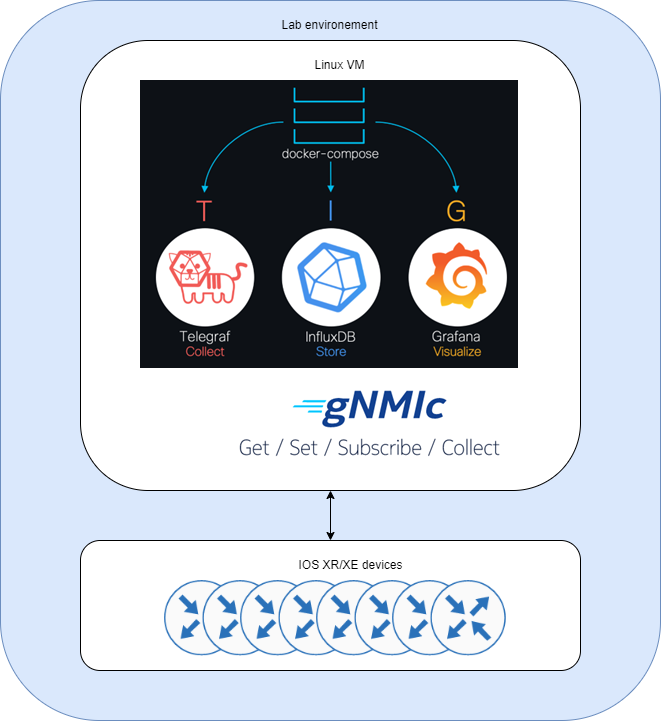 Lab environement
Linux VM
docker-compose
T I G
Telegraf InfluxDB Grafana
Collect Store Visualize
gNMIc
Get / Set / Subscribe / Collect
IOS XR/XE devices